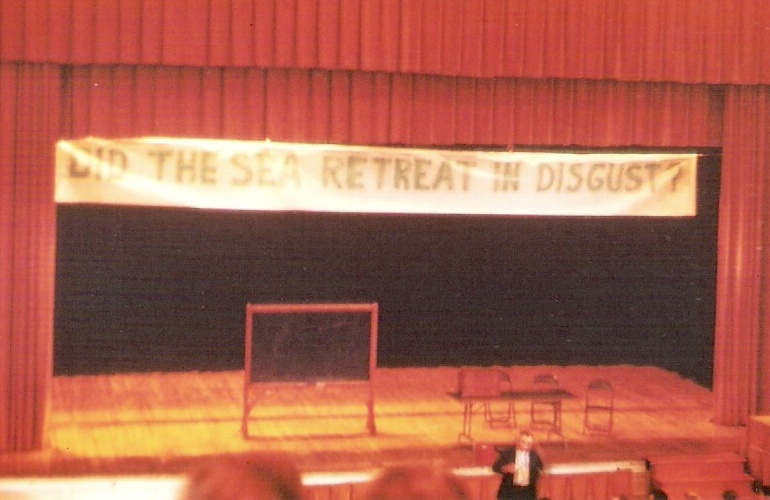 DID THE SEA RETREAT IN DISGUST?